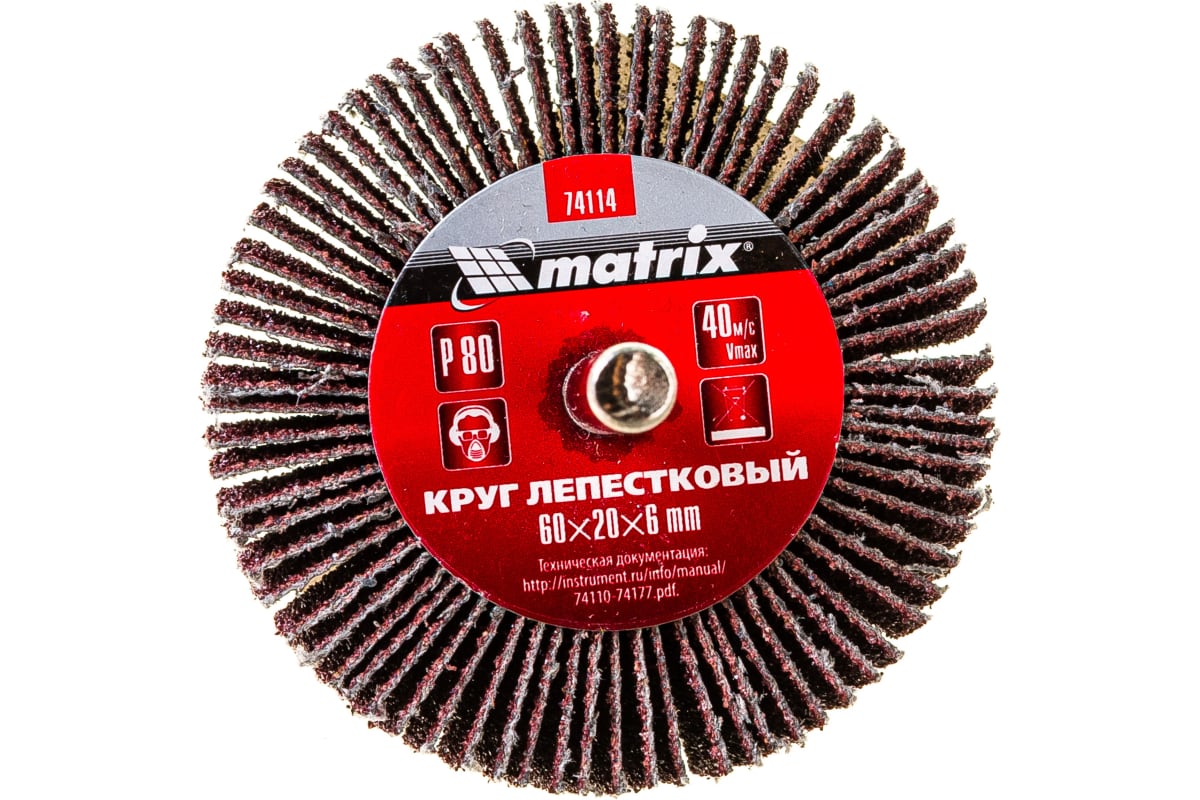 74114
matrix®
P 80
40м/с
Vmax
КРУГ ЛЕПЕСТКОВЫЙ
60×20×6 mm
Техническая документация:
http://instrument.ru/info/manual/
74110-74177.pdf.